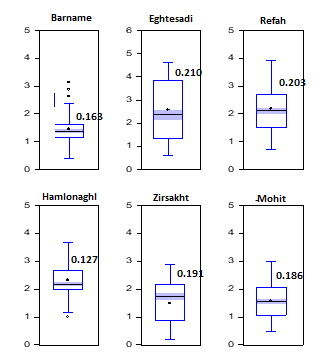 Barname Eghtesadi Refah
5 6 5
4 5 4
3 4 3
2 3 2
1 2 1
0 1 0
0
0.163 0.210 0.203
Hamlonaghl Zirsakht Mohit
5 5 5
4 4 4
3 3 3
2 2 2
1 1 1
0 0 0
0.127 0.191 0.186